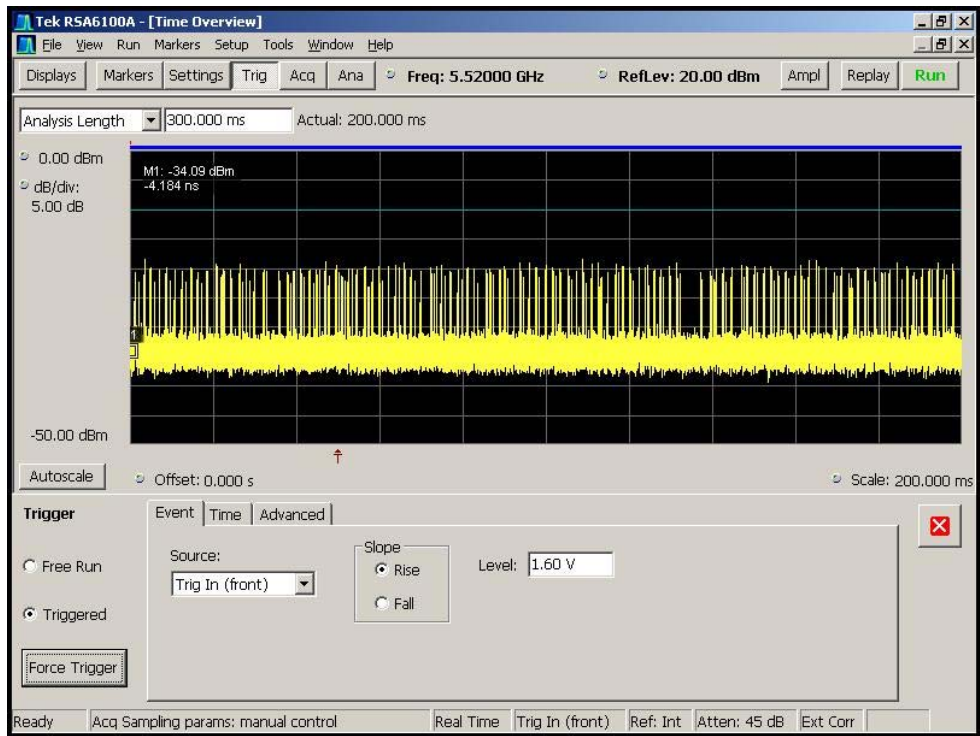 Tek RSA6100A - [Time Overview]
File View Run Markers Setup Tools Window Help
Displays Markers Settings Trig Acq Ana Freq: 5.52000 GHz RefLev: 20.00 dBm Ampl Replay Run
Analysis Length 300.000 ms Actual: 200.000 ms
0.00 dBm
M1: -34.09 dBm
-4.184 ns
dB/div:
5.00 dB
1
-50.00 dBm
Autoscale Offset: 0.000 s Scale: 200.000 ms
Trigger Event Time Advanced
Free Run
Triggered
Force Trigger
Source:
Trig In (front)
Slope
Rise
Fall
Level: 1.60 V
Ready Acq Sampling params: manual control Real Time Trig In (front) Ref: Int Atten: 45 dB Ext Corr